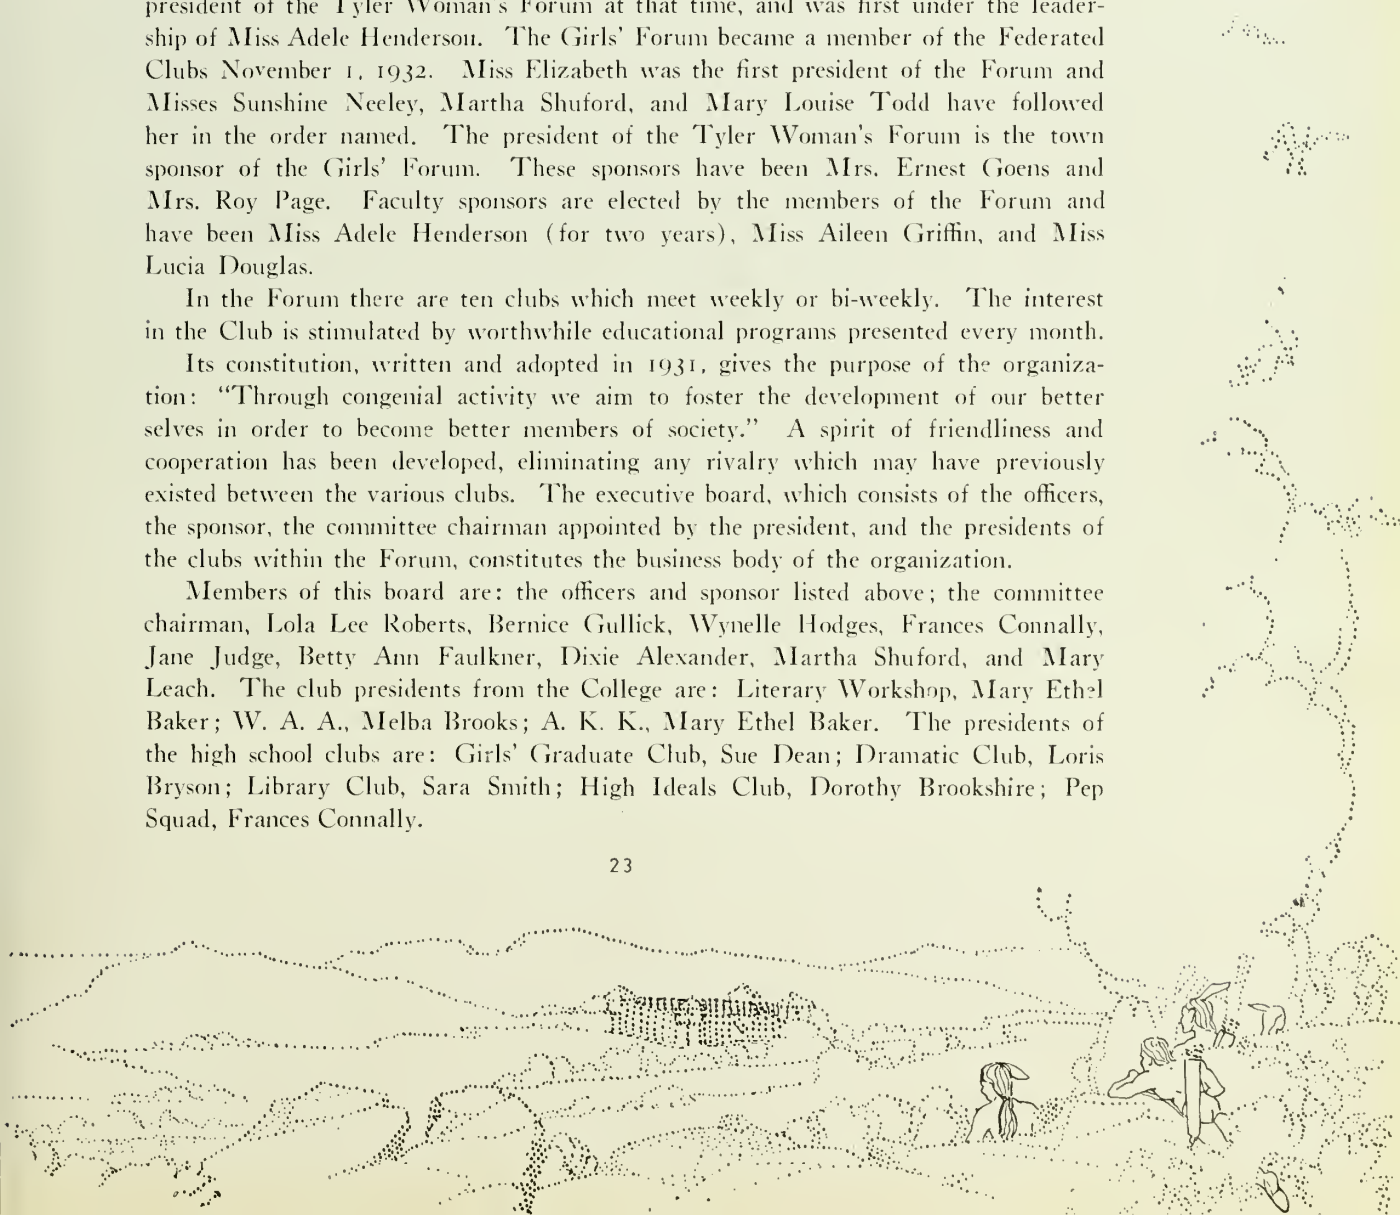 president of the Tyler Woman's Forum at that time, and was first under the leader-
ship of Miss Adele Henderson. The Girls' Forum became a member of the Federated
Clubs November 1, 1932. Miss Elizabeth was the first president of the Forum and
Misses Sunshine Neeley, Martha Shuford, and Mary Louise Todd have followed
her in the order named. The president of the Tyler Woman's Forum is the town
sponsor of the Girls' Forum. These sponsors have been Mrs. Ernest Goens and
Mrs. Roy Page. Faculty sponsors are elected by the members of the Forum and
have been Miss Adele Henderson (for two years), Miss Aileen Griffin, and Miss
Lucia Douglas.
In the Forum there are ten clubs which meet weekly or bi-weekly. The interest
in the Club is stimulated by worthwhile educational programs presented every month.
Its constitution, written and adopted in 1931, gives the purpose of the organiza-
tion: "Through congenial activity we aim to foster the development of our better
selves in order to become better members of society." A spirit of friendliness and
cooperation has been developed, eliminating any rivalry which may have previously
existed between the various clubs. The executive board, which consists of the officers,
the sponsor, the committee chairman appointed by the president, and the presidents of
the clubs within the Forum, constitutes the business body of the organization.
Members of this board are: the officers and sponsor listed above; the committee
chairman, Lola Lee Roberts, Bernice Gullick, Wynelle Hodges, Frances Connally,
Jane Judge, Betty Ann Faulkner, Dixie Alexander, Martha Shuford, and Mary
Leach. The club presidents from the College are: Literary Workshop, Mary Ethel
Baker; W. A. A., Melba Brooks; A. K. K., Mary Ethel Baker. The presidents of
the high school clubs are: Girls' Graduate Club, Sue Dean; Dramatic Club, Loris
Bryson; Library Club, Sara Smith; High Ideals Club, Dorothy Brookshire; Pep
Squad, Frances Connally.
23